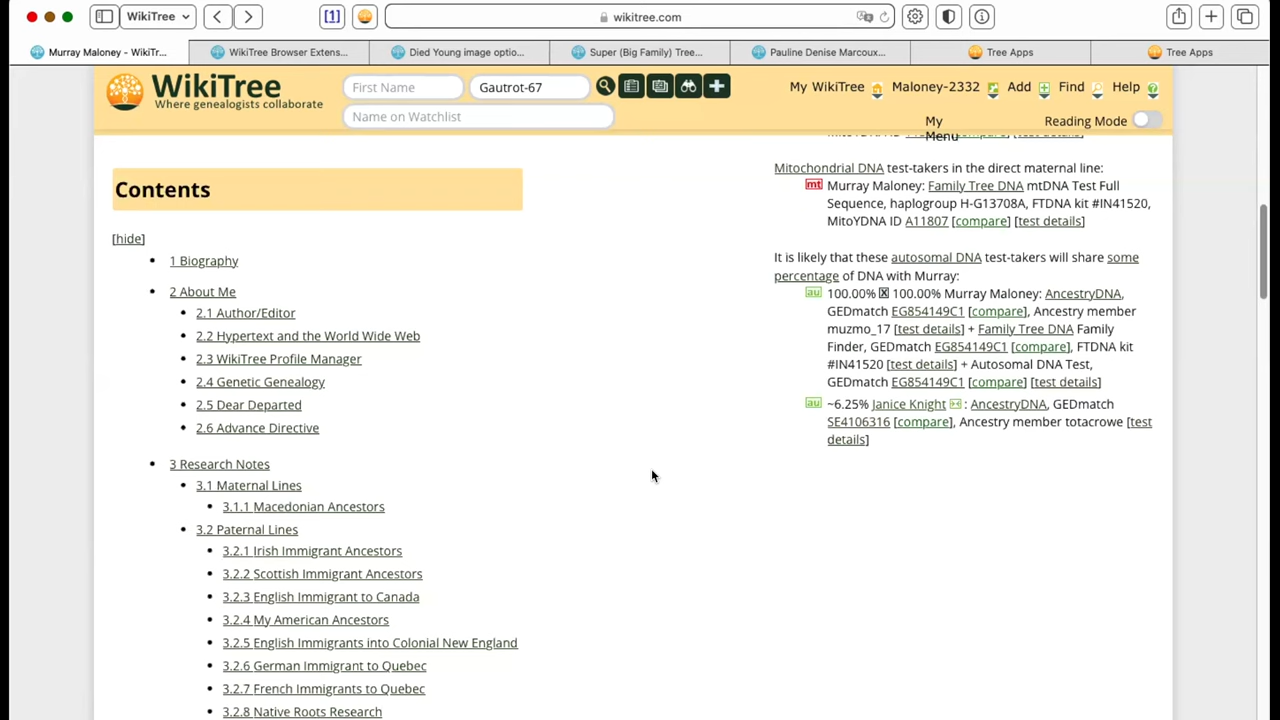 WikiTree
[1]
wikitree.com
Murray Maloney - WikiTr...
WikiTree Browser Extens...
Died Young image optio...
Super (Big Family) Tree...
Pauline Denise Marcoux...
Tree Apps
Tree Apps
WikiTree
Where genealogists collaborate
First Name
Gautrot-67
Name on Watchlist
My WikiTree
Maloney-2332
Add
Find
Help
My
Menu
Reading Mode
Contents
[hide]
1 Biography
2 About Me
2.1 Author/Editor
2.2 Hypertext and the World Wide Web
2.3 WikiTree Profile Manager
2.4 Genetic Genealogy
2.5 Dear Departed
2.6 Advance Directive
3 Research Notes
3.1 Maternal Lines
3.1.1 Macedonian Ancestors
3.2 Paternal Lines
3.2.1 Irish Immigrant Ancestors
3.2.2 Scottish Immigrant Ancestors
3.2.3 English Immigrant to Canada
3.2.4 My American Ancestors
3.2.5 English Immigrants into Colonial New England
3.2.6 German Immigrant to Quebec
3.2.7 French Immigrants to Quebec
3.2.8 Native Roots Research
Mitochondrial DNA test-takers in the direct maternal line:
mt Murray Maloney: Family Tree DNA mtDNA Test Full
Sequence, haplogroup H-G13708A, FTDNA kit #IN41520,
MitoYDNA ID A11807 [compare] [test details]
It is likely that these autosomal DNA test-takers will share some
percentage of DNA with Murray:
au 100.00% 100.00% Murray Maloney: AncestryDNA,
GEDmatch EG854149C1 [compare], Ancestry member
muzmo_17 [test details] + Family Tree DNA Family
Finder, GEDmatch EG854149C1 [compare], FTDNA kit
#IN41520 [test details] + Autosomal DNA Test,
GEDmatch EG854149C1 [compare] [test details]
au ~6.25% Janice Knight : AncestryDNA, GEDmatch
SE4106316 [compare], Ancestry member totacrowe [test
details]